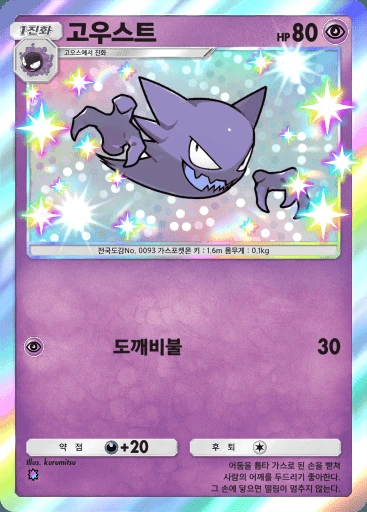 1진화
고우스트
HP 80
고오스에서 진화
전국도감No. 0093 가스포켓몬 키 : 1.6m 몸무게 : 0.1kg
도깨비불 30
약점 +20 후퇴
Illus. kurumitsu
어둠을 틈타 가스로 된 손을 뻗쳐
사람의 어깨를 두드리기 좋아한다.
그 손에 닿으면 떨림이 멈추지 않는다.